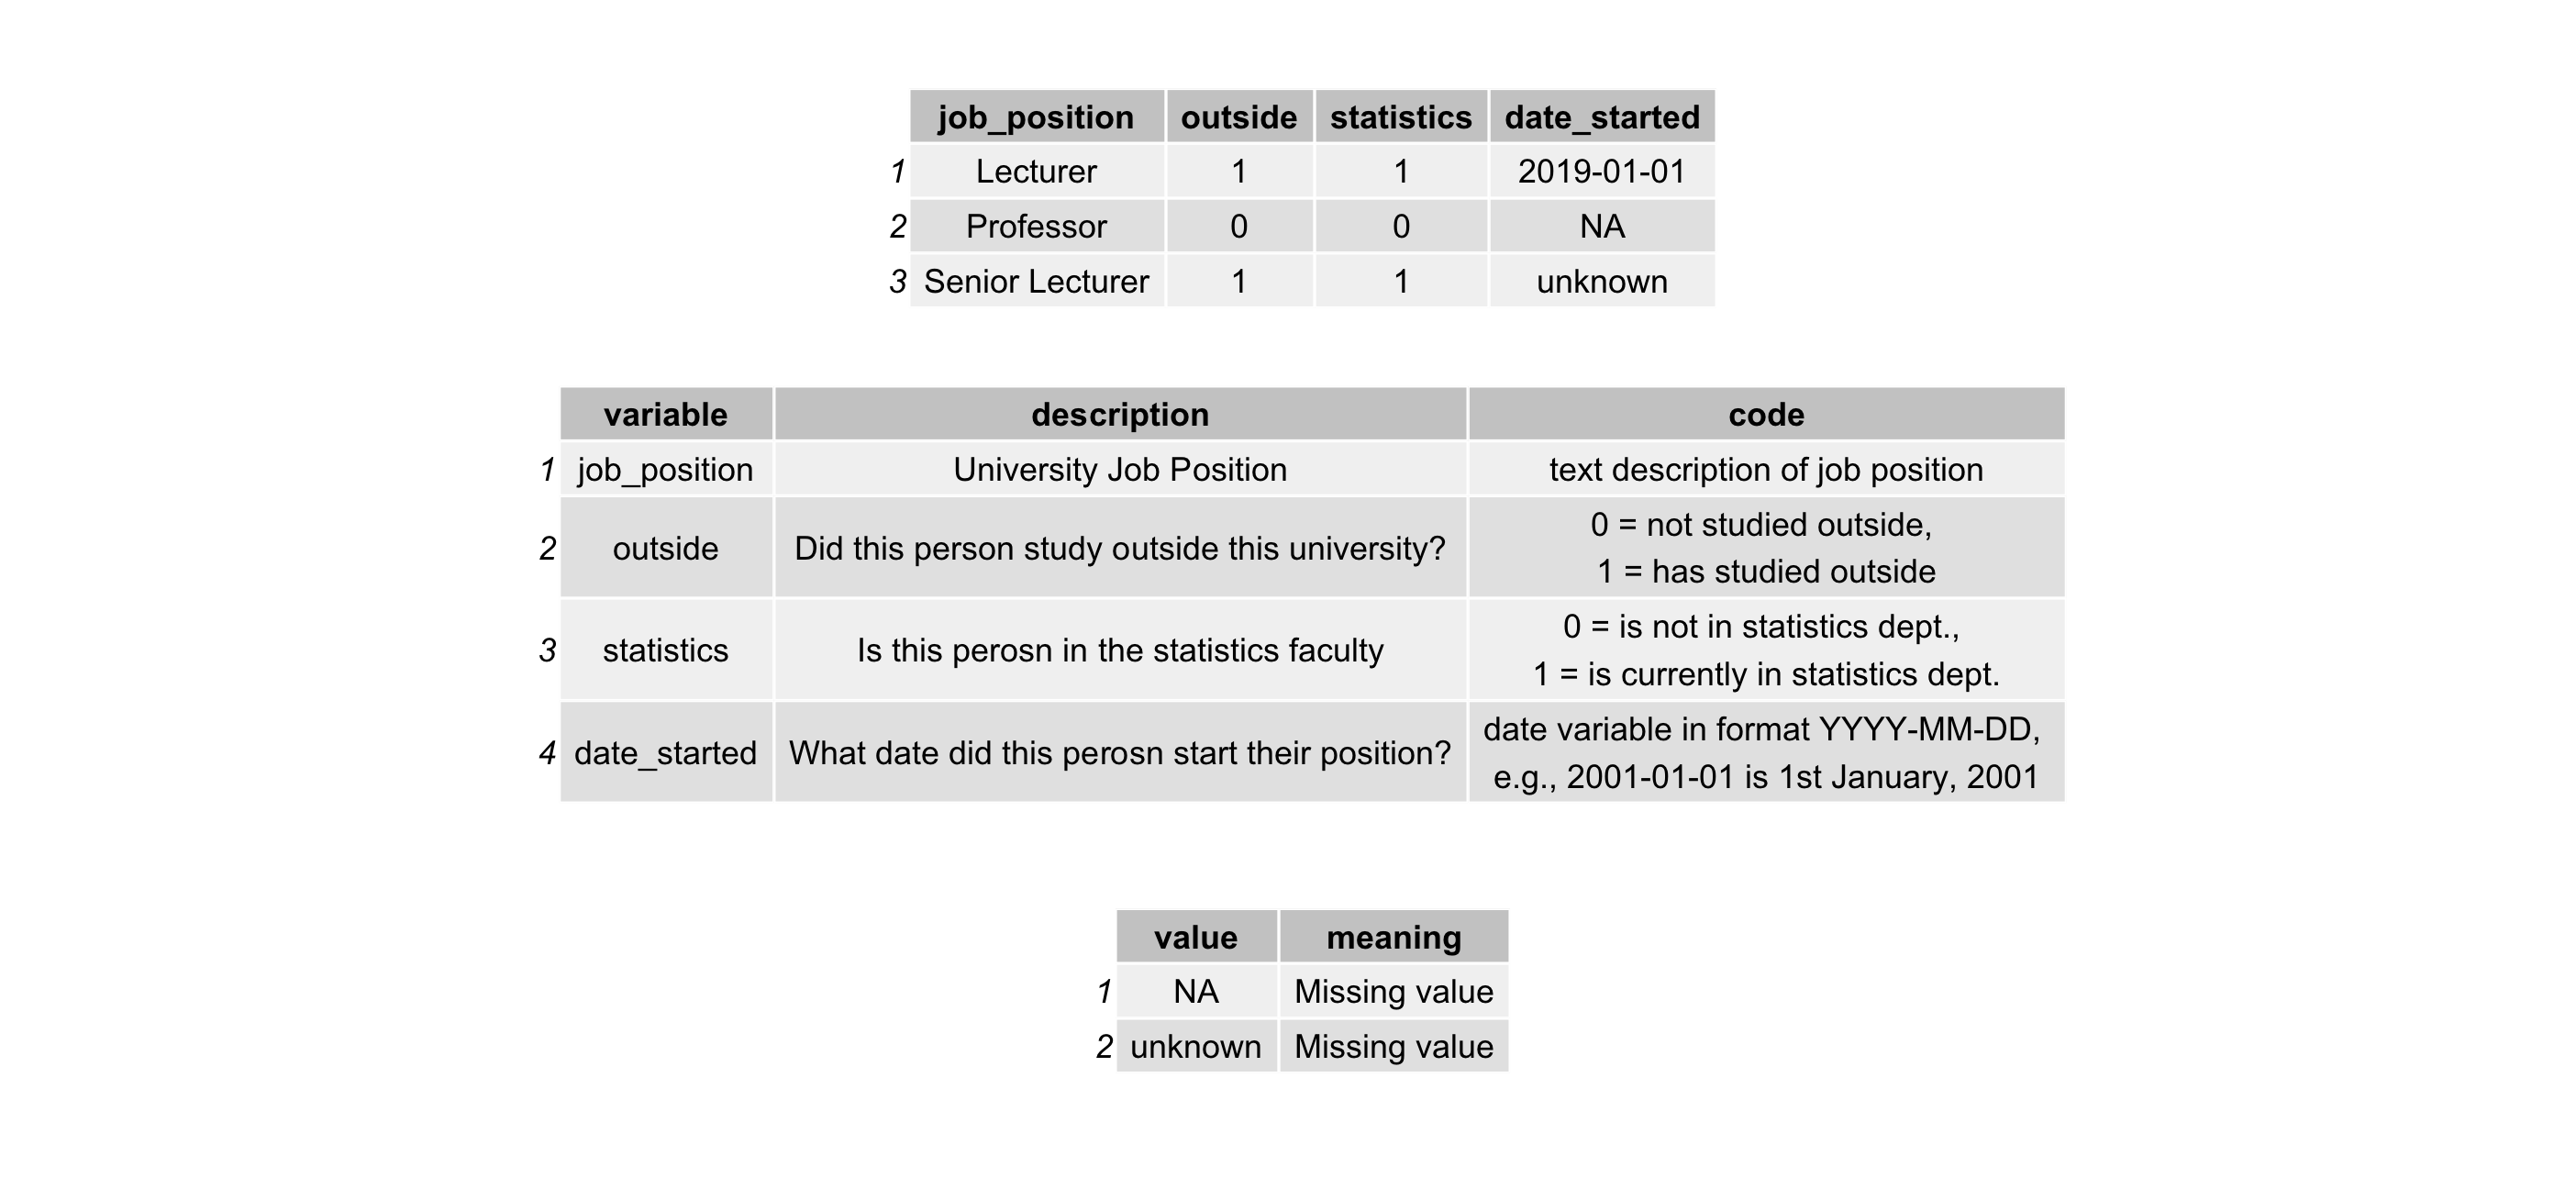 job_position outside statistics date_started
1 Lecturer 1 1 2019-01-01
2 Professor 0 0 NA
3 Senior Lecturer 1 1 unknown
variable description code
1 job_position University Job Position text description of job position
2 outside Did this person study outside this university? 0 = not studied outside,
1 = has studied outside
3 statistics Is this perosn in the statistics faculty 0 = is not in statistics dept.,
1 = is currently in statistics dept.
4 date_started What date did this perosn start their position? date variable in format YYYY-MM-DD,
e.g., 2001-01-01 is 1st January, 2001
value meaning
1 NA Missing value
2 unknown Missing value